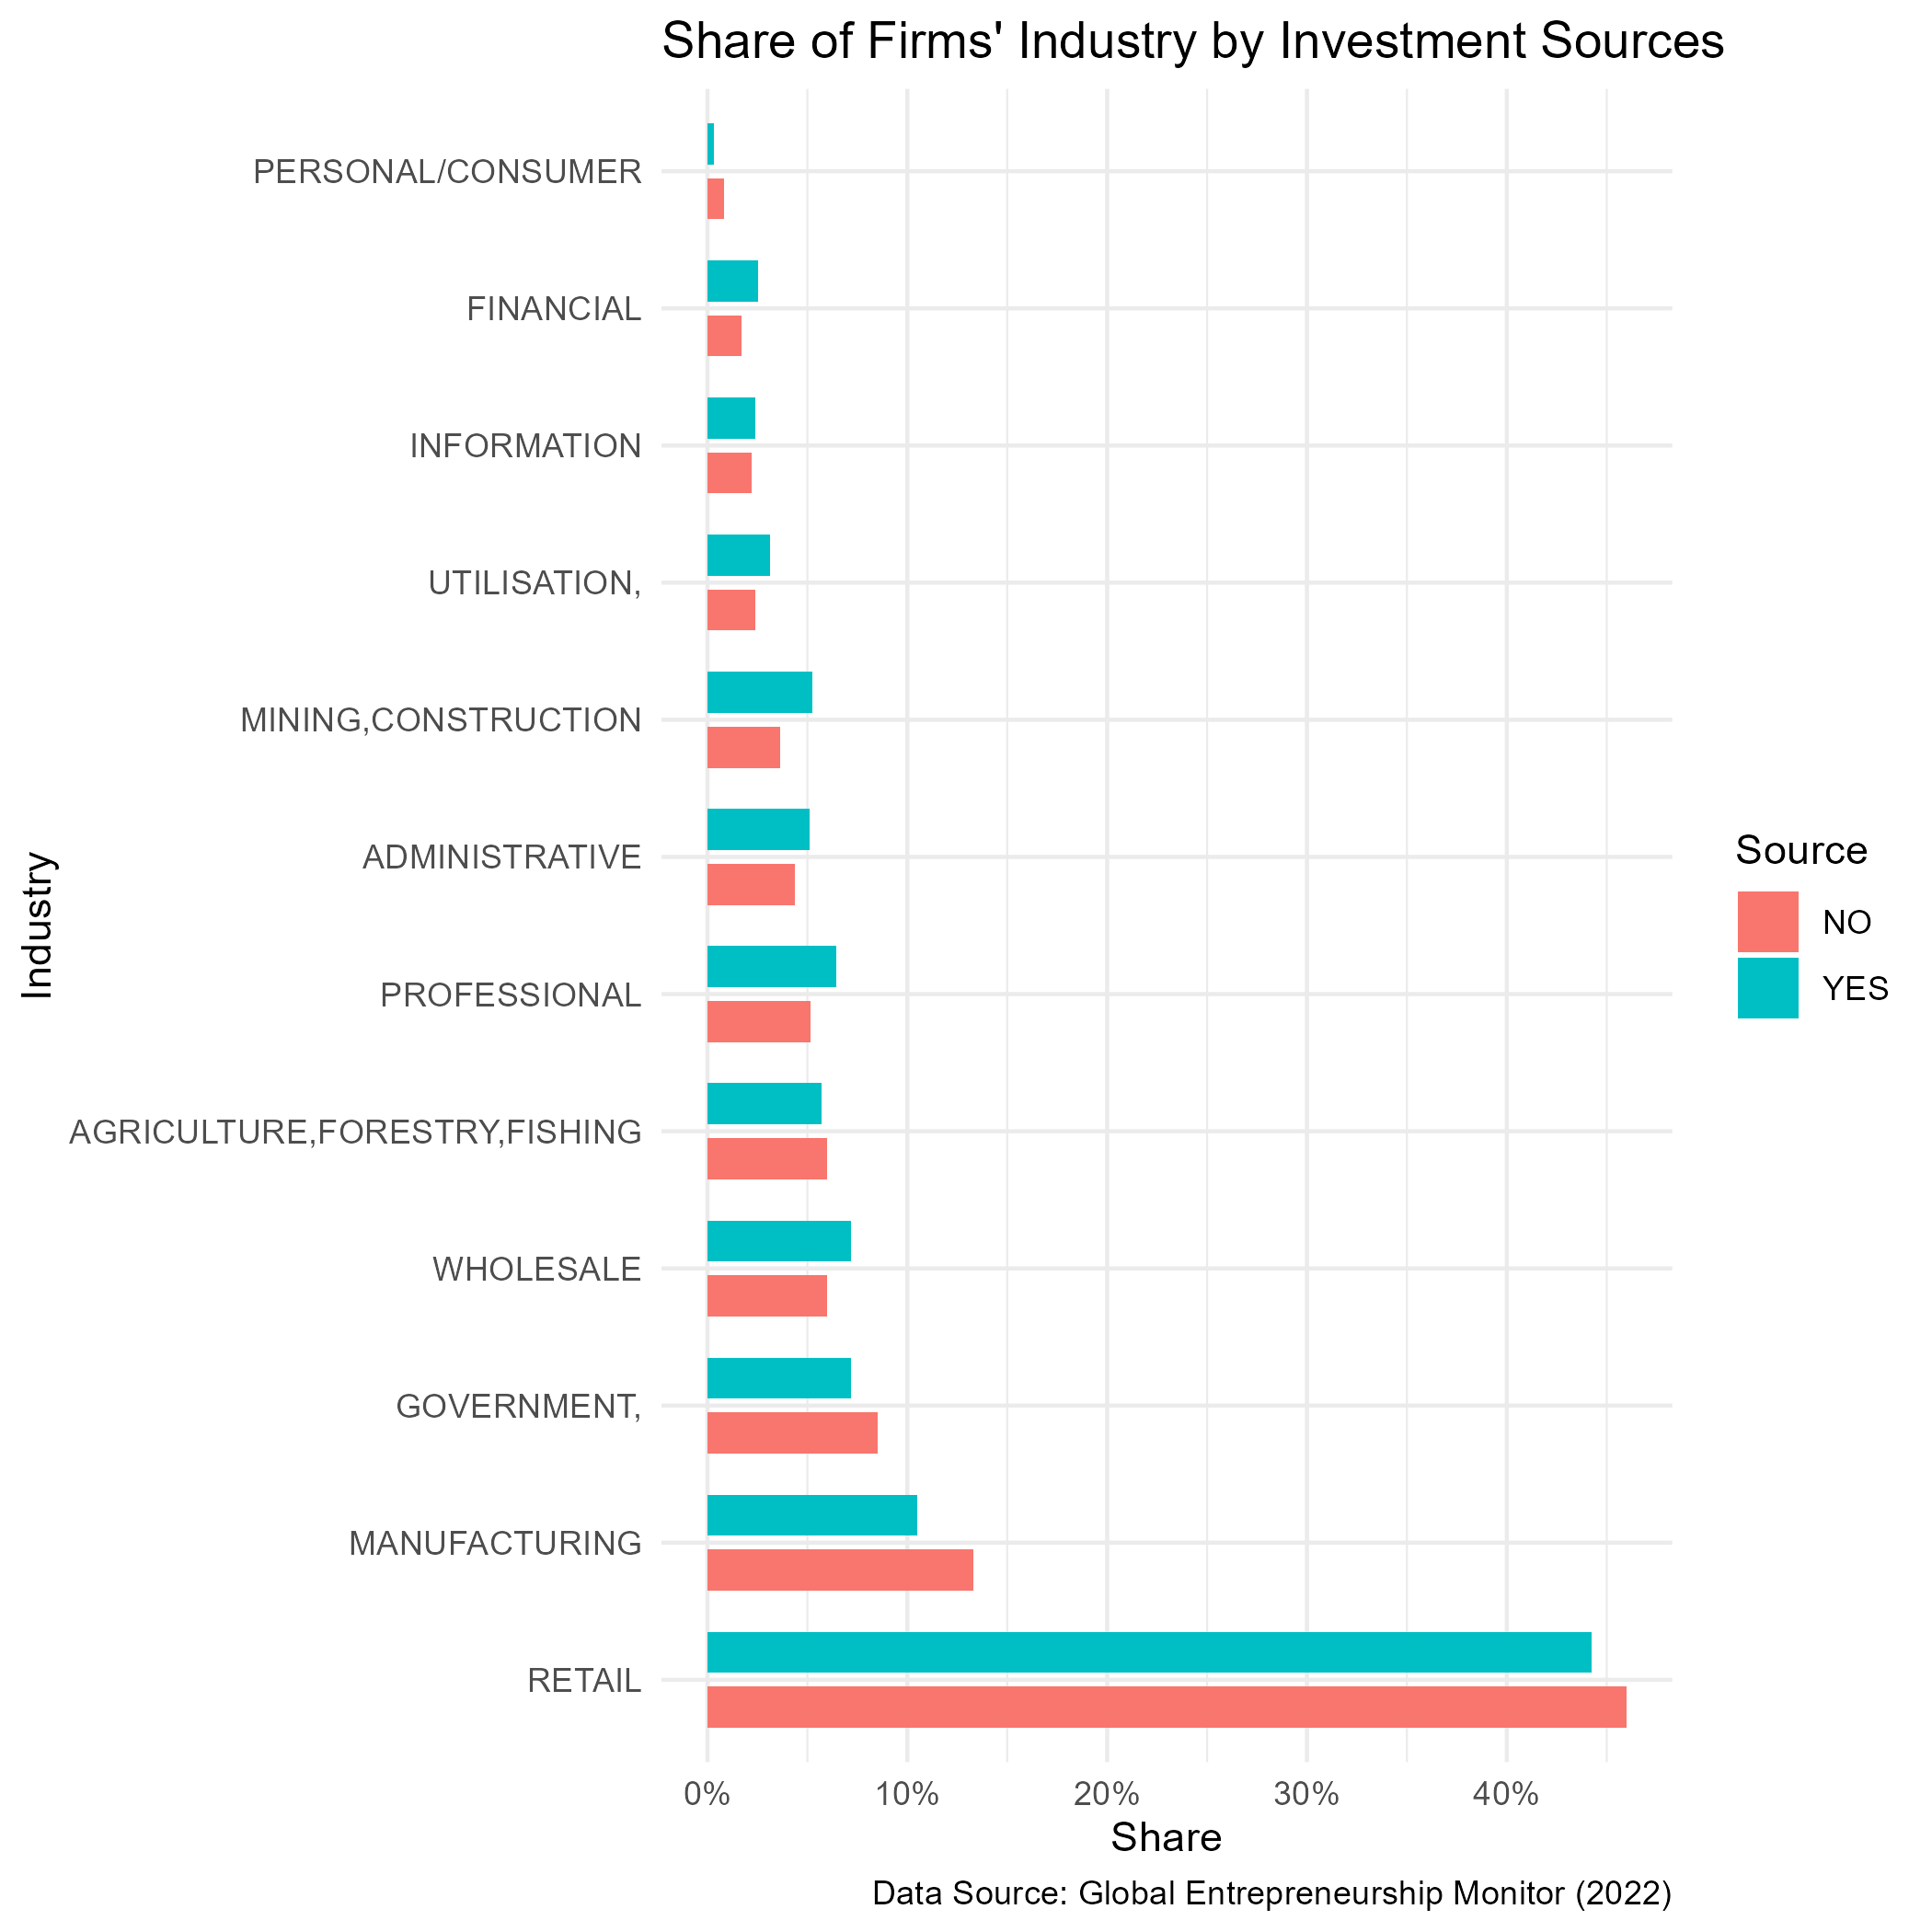 Share of Firms' Industry by Investment Sources
PERSONAL/CONSUMER
FINANCIAL
INFORMATION
UTILISATION,
MINING,CONSTRUCTION
ADMINISTRATIVE
PROFESSIONAL
AGRICULTURE,FORESTRY,FISHING
WHOLESALE
GOVERNMENT,
MANUFACTURING
RETAIL
Industry
0% 10% 20% 30% 40%
Share
Source
NO
YES
Data Source: Global Entrepreneurship Monitor (2022)